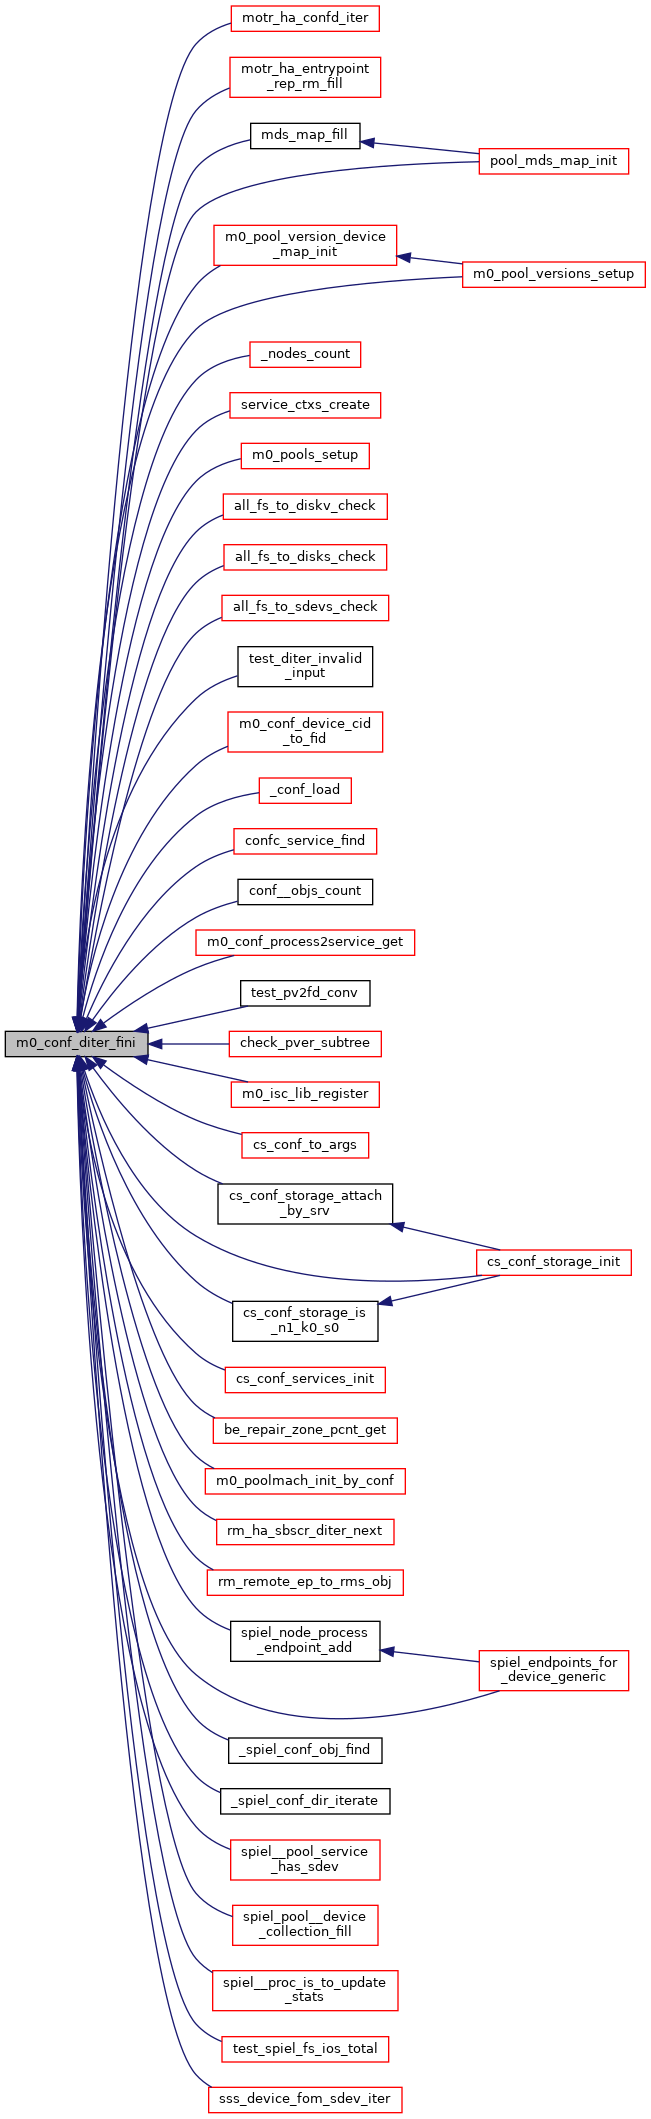 motr_ha_confd_iter
motr_ha_entrypoint
_rep_rm_fill
mds_map_fill
pool_mds_map_init
m0_pool_version_device
_map_init
m0_pool_versions_setup
_nodes_count
service_ctxs_create
m0_pools_setup
all_fs_to_diskv_check
all_fs_to_disks_check
all_fs_to_sdevs_check
test_diter_invalid
_input
m0_conf_device_cid
_to_fid
_conf_load
confc_service_find
conf__objs_count
m0_conf_process2service_get
test_pv2fd_conv
m0_conf_diter_fini
check_pver_subtree
m0_isc_lib_register
cs_conf_to_args
cs_conf_storage_attach
_by_srv
cs_conf_storage_init
cs_conf_storage_is
_n1_k0_s0
cs_conf_services_init
be_repair_zone_pcnt_get
m0_poolmach_init_by_conf
rm_ha_sbscr_diter_next
rm_remote_ep_to_rms_obj
spiel_node_process
_endpoint_add
spiel_endpoints_for
_device_generic
_spiel_conf_obj_find
_spiel_conf_dir_iterate
spiel__pool_service
_has_sdev
spiel_pool__device
_collection_fill
spiel__proc_is_to_update
_stats
test_spiel_fs_ios_total
sss_device_fom_sdev_iter